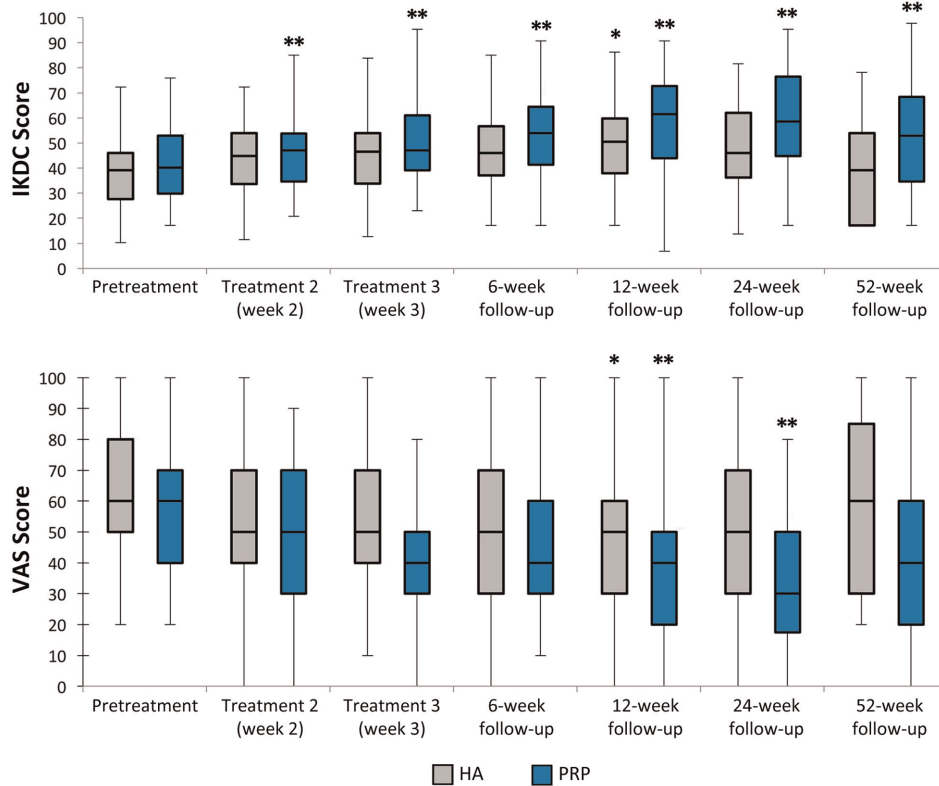 IKDC Score
100
90
80
70
60
50
40
30
20
10
0
** ** ** * ** ** **
Pretreatment Treatment 2 Treatment 3 6-week 12-week 24-week 52-week
(week 2) (week 3) follow-up follow-up follow-up follow-up
VAS Score
100
90
80
70
60
50
40
30
20
10
0
* ** **
Pretreatment Treatment 2 Treatment 3 6-week 12-week 24-week 52-week
(week 2) (week 3) follow-up follow-up follow-up follow-up
HA PRP